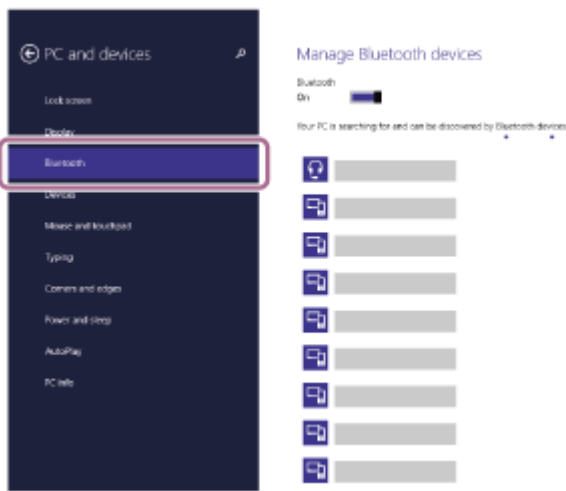 PC and devices
Lock screen
Display
Bluetooth
Devices
Mouse and touchpad
Typing
Corners and edges
Power and sleep
AutoPlay
PC info
Manage Bluetooth devices
Bluetooth
On
Your PC is searching for and can be discovered by Bluetooth devices